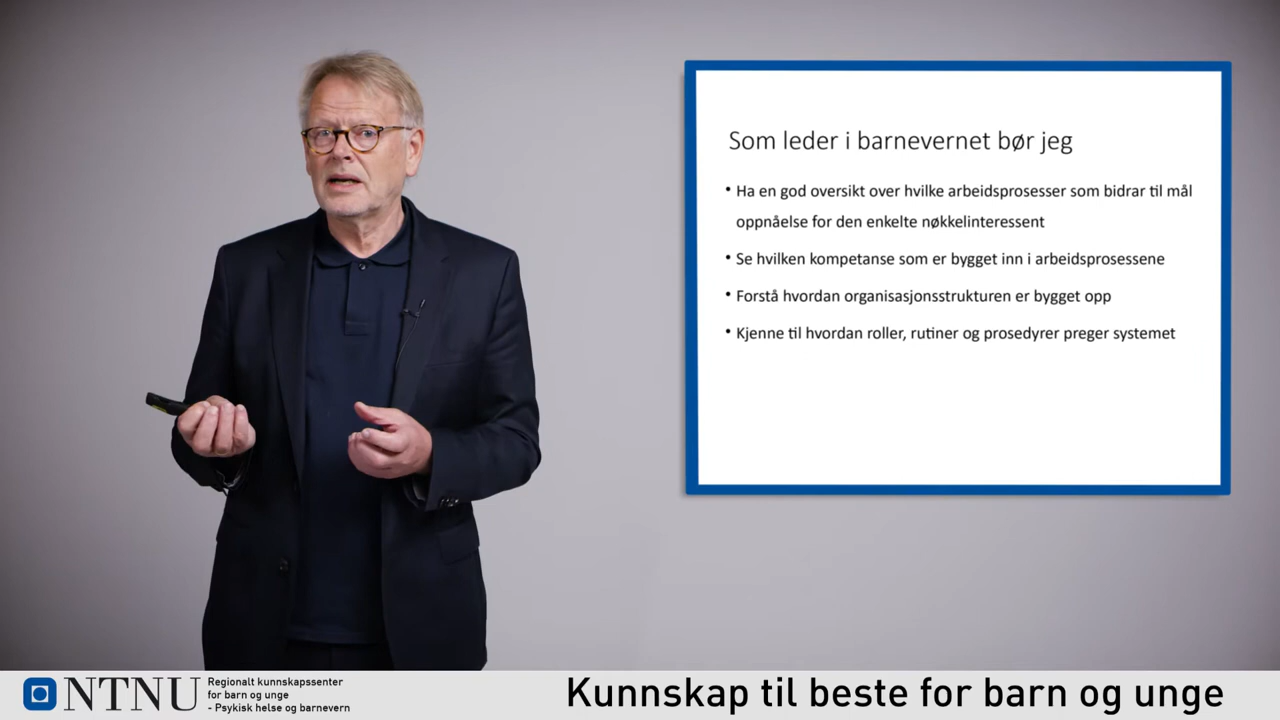 Som leder i barnevernet bør jeg
• Ha en god oversikt over hvilke arbeidsprosesser som bidrar til mål
oppnåelse for den enkelte nøkkelinteressent
• Se hvilken kompetanse som er bygget inn i arbeidsprosessene
• Forstå hvordan organisasjonsstrukturen er bygget opp
• Kjenne til hvordan roller, rutiner og prosedyrer preger systemet
NTNU
Regionalt kunnskapssenter
for barn og unge
- Psykisk helse og barnevern
Kunnskap til beste for barn og unge